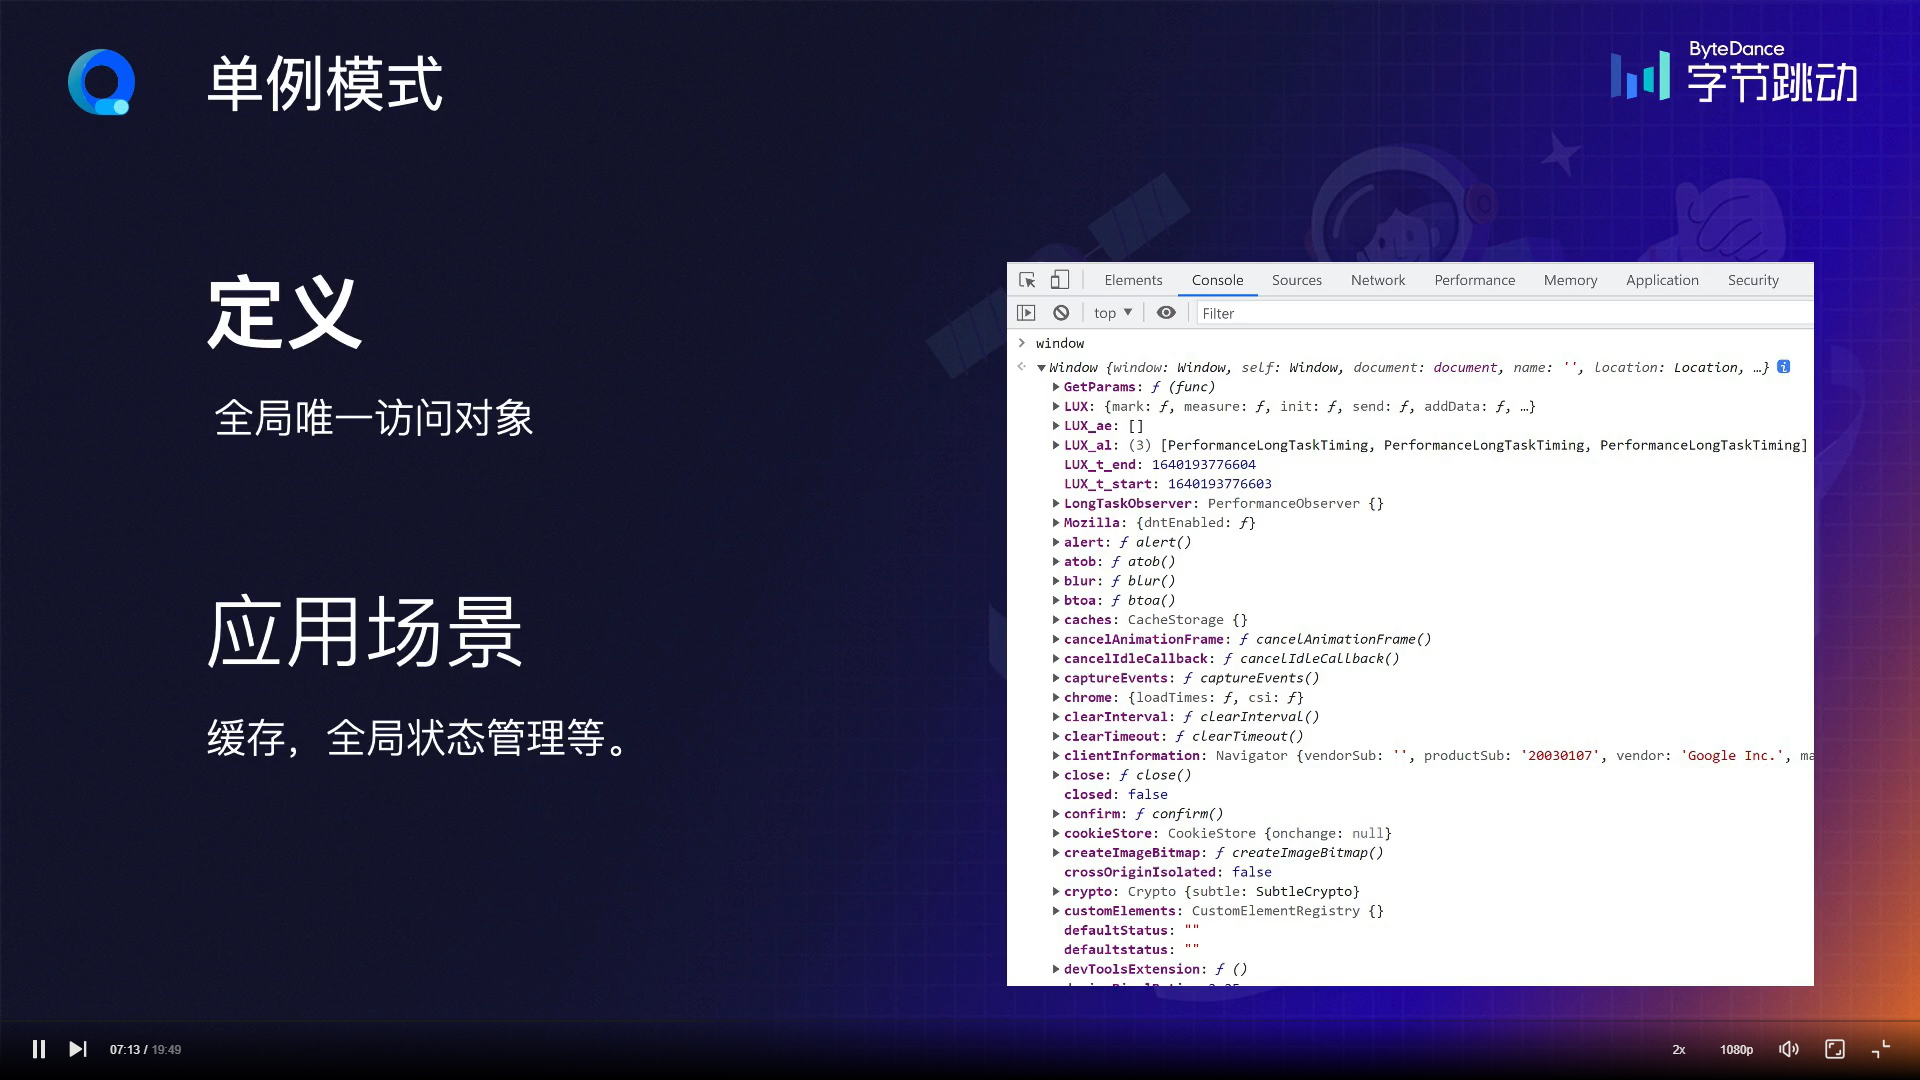 单例模式
ByteDance
字节跳动
定义
全局唯一访问对象
应用场景
缓存，全局状态管理等。
Elements Console Sources Network Performance Memory Application Security
top ▼ Filter
window
Window {window: Window, self: Window, document: document, name: '', location: Location, …}
GetParams: ƒ (func)
LUX: {mark: ƒ, measure: ƒ, init: ƒ, send: ƒ, addData: ƒ, …}
LUX_ae: []
LUX_al: (3) [PerformanceLongTaskTiming, PerformanceLongTaskTiming, PerformanceLongTaskTiming]
LUX_t_end: 1640193776604
LUX_t_start: 1640193776603
LongTaskObserver: PerformanceObserver {}
Mozilla: {dntEnabled: ƒ}
alert: ƒ alert()
atob: ƒ atob()
blur: ƒ blur()
btoa: ƒ btoa()
caches: CacheStorage {}
cancelAnimationFrame: ƒ cancelAnimationFrame()
cancelIdleCallback: ƒ cancelIdleCallback()
captureEvents: ƒ captureEvents()
chrome: {loadTimes: ƒ, csi: ƒ}
clearInterval: ƒ clearInterval()
clearTimeout: ƒ clearTimeout()
clientInformation: Navigator {vendorSub: '', productSub: '20030107', vendor: 'Google Inc.', ma
close: ƒ close()
closed: false
confirm: ƒ confirm()
cookieStore: CookieStore {onchange: null}
createImageBitmap: ƒ createImageBitmap()
crossOriginIsolated: false
crypto: Crypto {subtle: SubtleCrypto}
customElements: CustomElementRegistry {}
defaultStatus: ""
defaultstatus: ""
devToolsExtension: ƒ ()
07:13 / 19:49
2x 1080p